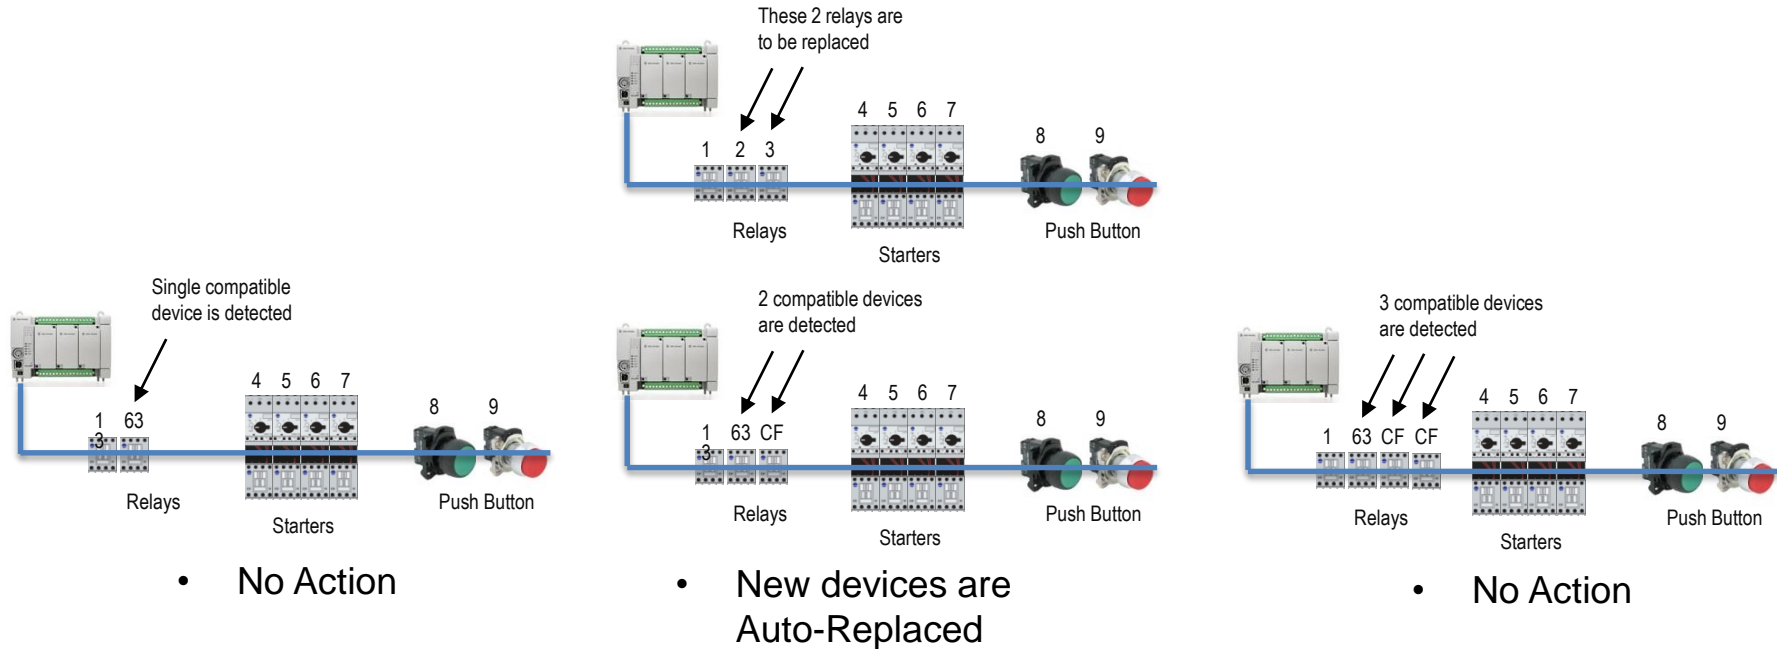 These 2 relays are
to be replaced
4 5 6 7
8 9
1 2 3
Relays
Push Button
Starters
Single compatible
device is detected
4 5 6 7
8 9
1 63
3
Relays
Push Button
Starters
• No Action
2 compatible devices
are detected
4 5 6 7
8 9
1 63 CF
3
Relays
Push Button
Starters
• New devices are
Auto-Replaced
3 compatible devices
are detected
4 5 6 7
8 9
1 63 CF CF
Relays
Push Button
Starters
• No Action